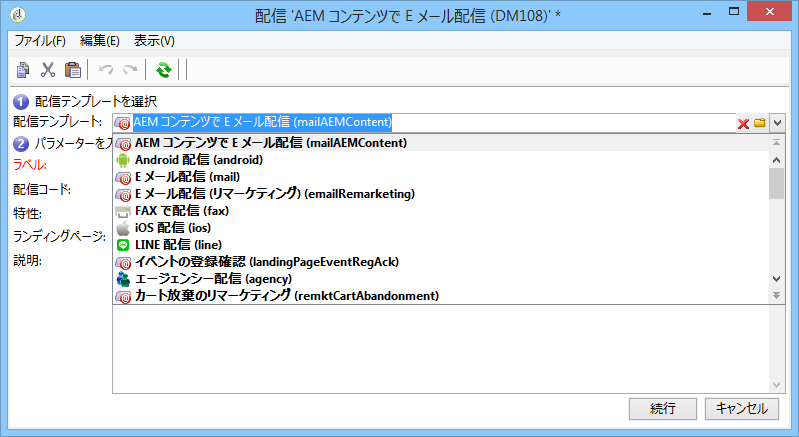 配信 'AEM コンテンツで E メール配信 (DM108)' *
ファイル(F) 編集(E) 表示(V)
1 配信テンプレートを選択
配信テンプレート: AEM コンテンツで E メール配信 (mailAEMContent)
2 パラメーターを入
AEM コンテンツで E メール配信 (mailAEMContent)
ラベル:
Android 配信 (android)
E メール配信 (mail)
配信コード:
E メール配信 (リマーケティング) (emailRemarketing)
特性:
FAX で配信 (fax)
iOS 配信 (ios)
ランディングページ:
LINE 配信 (line)
説明:
イベントの登録確認 (landingPageEventRegAck)
エージェンシー配信 (agency)
カート放棄のリマーケティング (remktCartAbandonment)
続行 キャンセル